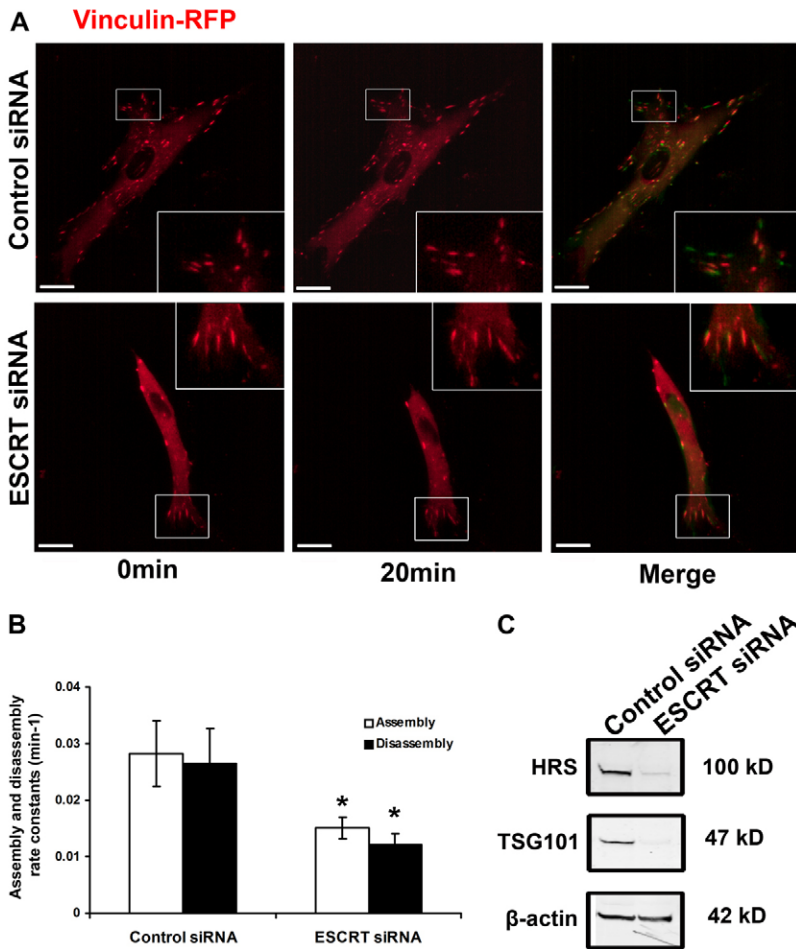 A
Vinculin-RFP
Control siRNA
ESCRT siRNA
0min
20min
Merge
B
Assembly and disassembly
rate constants (min-1)
0.04
0.03
0.02
0.01
0
Assembly
Disassembly
*
*
Control siRNA
ESCRT siRNA
C
Control siRNA
ESCRT siRNA
HRS
100 kD
TSG101
47 kD
β-actin
42 kD